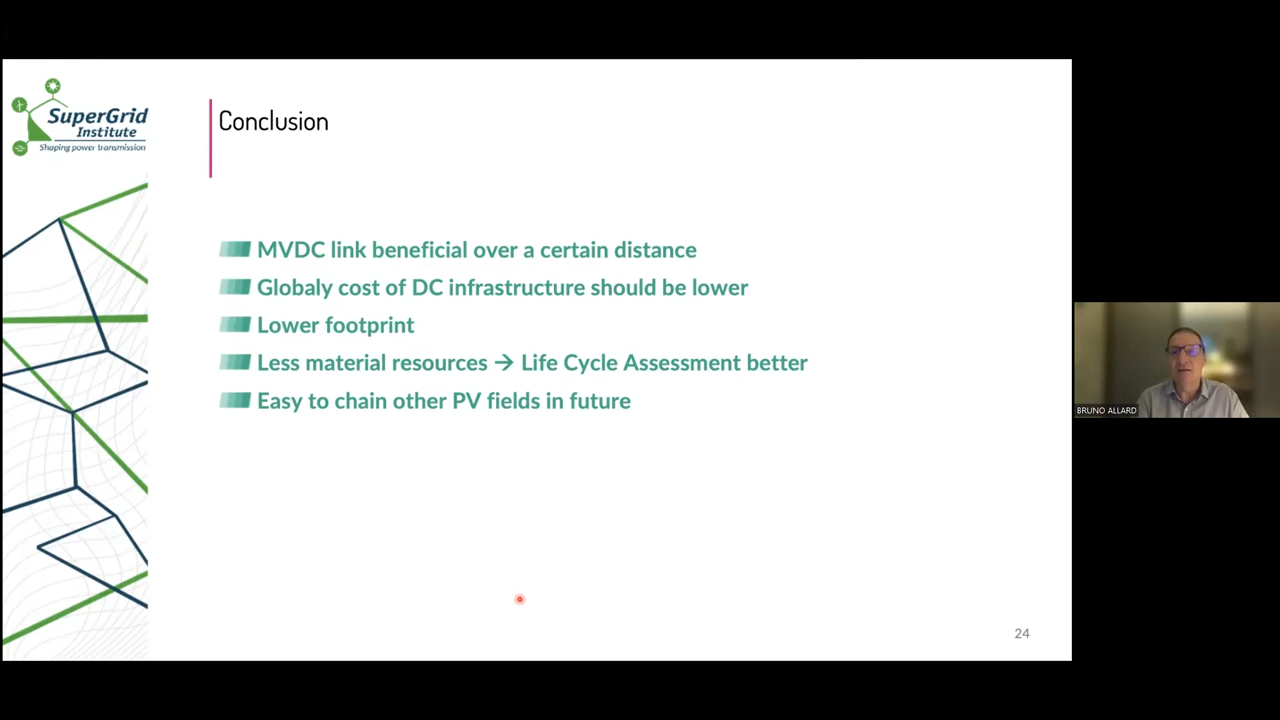 SuperGrid
Institute
Shaping power transmission
Conclusion
MVDC link beneficial over a certain distance
Globaly cost of DC infrastructure should be lower
Lower footprint
Less material resources → Life Cycle Assessment better
Easy to chain other PV fields in future
BRUNO ALLARD
24